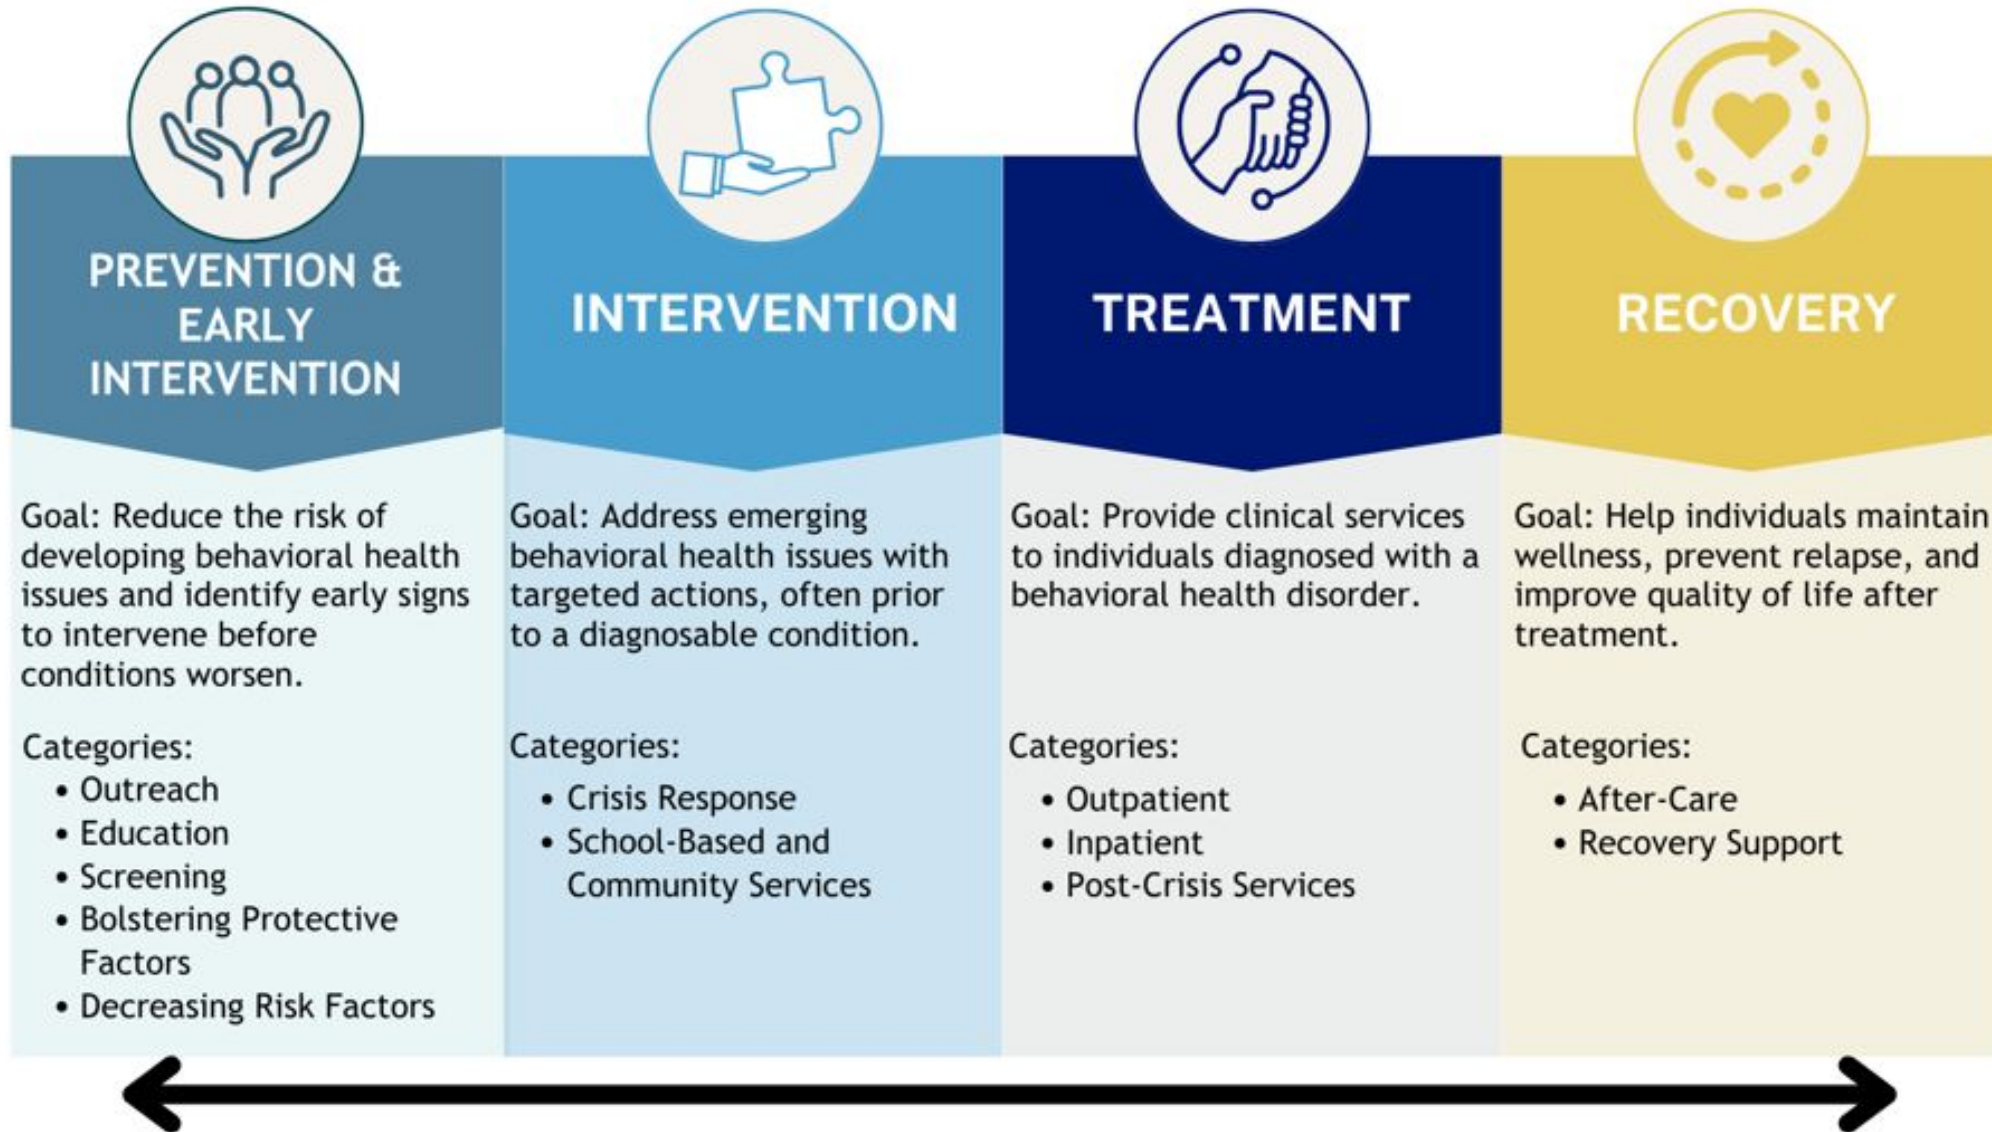 PREVENTION &
EARLY
INTERVENTION
Goal: Reduce the risk of
developing behavioral health
issues and identify early signs
to intervene before
conditions worsen.
Categories:
• Outreach
• Education
• Screening
• Bolstering Protective
Factors
• Decreasing Risk Factors
INTERVENTION
Goal: Address emerging
behavioral health issues with
targeted actions, often prior
to a diagnosable condition.
Categories:
• Crisis Response
• School-Based and
Community Services
TREATMENT
Goal: Provide clinical services
to individuals diagnosed with a
behavioral health disorder.
Categories:
• Outpatient
• Inpatient
• Post-Crisis Services
RECOVERY
Goal: Help individuals maintain
wellness, prevent relapse, and
improve quality of life after
treatment.
Categories:
• After-Care
• Recovery Support